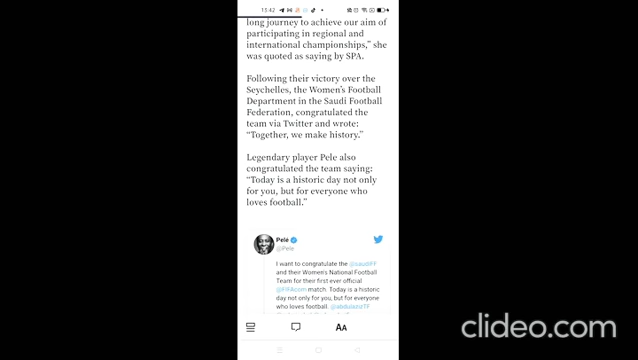 15:42
long journey to achieve our aim of
participating in regional and
international championships,” she
was quoted as saying by SPA.
Following their victory over the
Seychelles, the Women’s Football
Department in the Saudi Football
Federation, congratulated the
team via Twitter and wrote:
“Together, we make history.”
Legendary player Pele also
congratulated the team saying:
“Today is a historic day not only
for you, but for everyone who
loves football.”
Pelé
@Pele
I want to congratulate the @saudiFF
and their Women's National Football
Team for their first ever official
@FIFAcom match. Today is a historic
day not only for you, but for everyone
who loves football.
AA
clideo.com